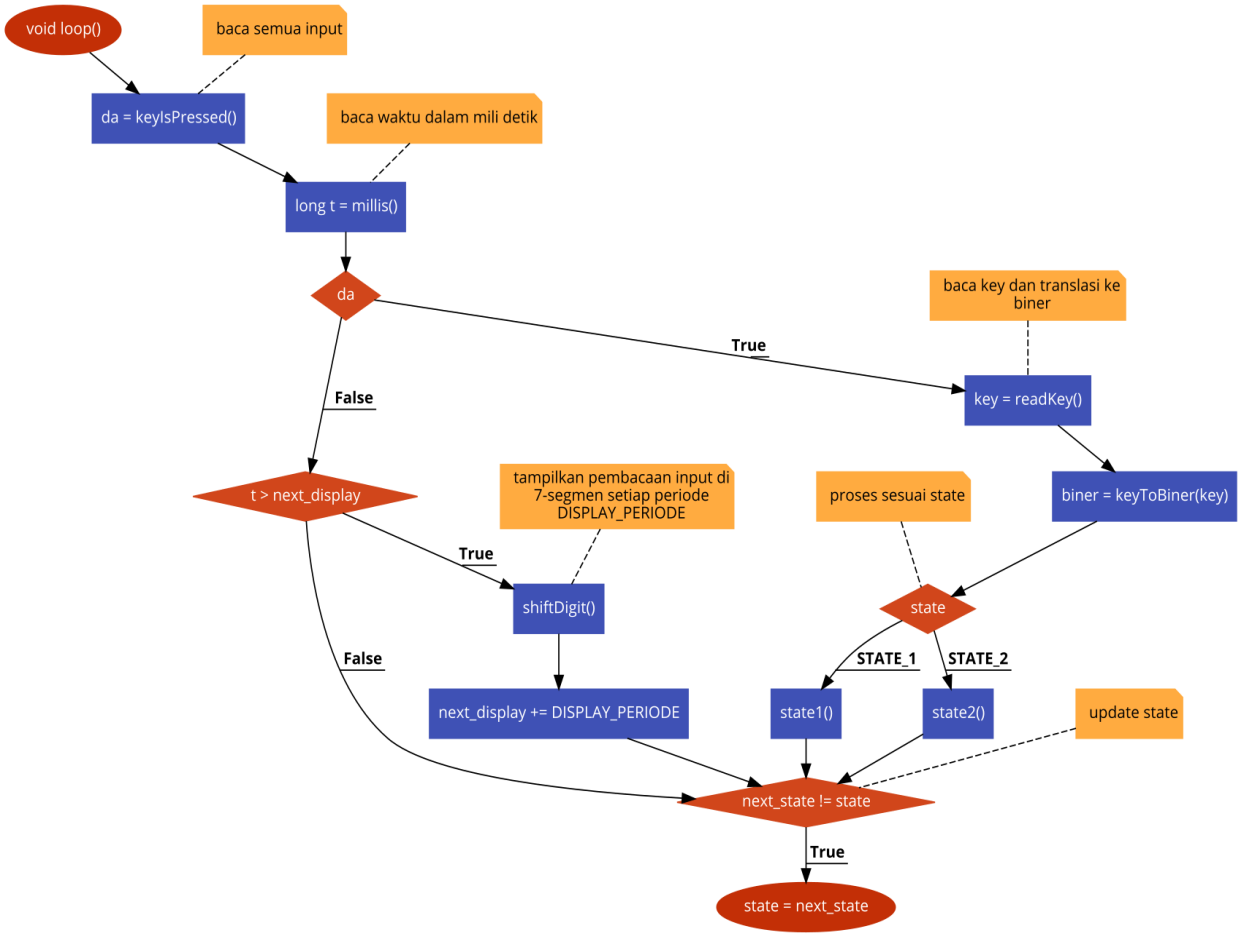 void loop()
baca semua input
da = keyIsPressed()
baca waktu dalam mili detik
long t = millis()
da
baca key dan translasi ke
biner
True
key = readKey()
False
tampilkan pembacaan input di
7-segmen setiap periode
DISPLAY_PERIODE
t > next_display
proses sesuai state
biner = keyToBiner(key)
True
shiftDigit()
state
False
STATE_1
STATE_2
next_display += DISPLAY_PERIODE
state1()
state2()
update state
next_state != state
True
state = next_state